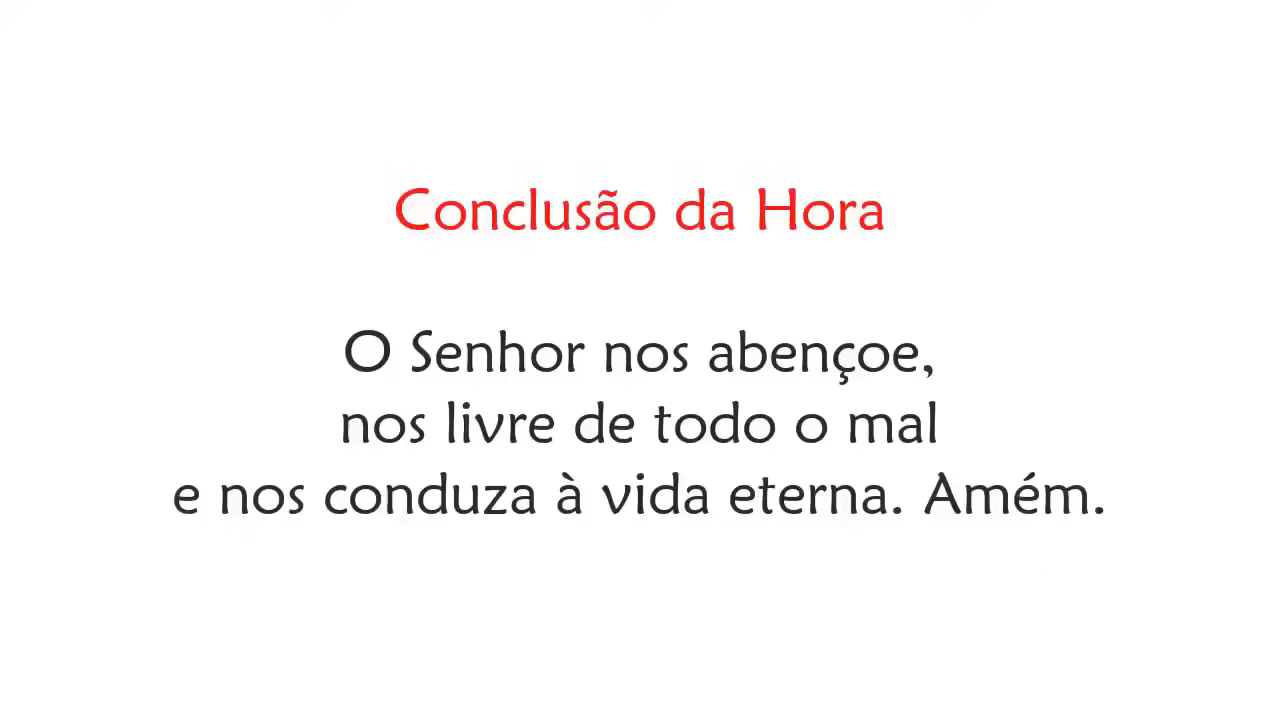 Conclusão da Hora
O Senhor nos abençoe,
nos livre de todo o mal
e nos conduza à vida eterna. Amém.